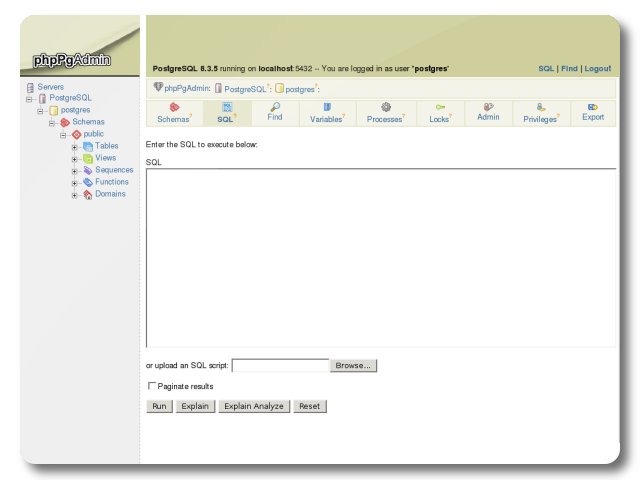 phpPgAdmin
PostgreSQL 8.3.5 running on localhost:5432 -- You are logged in as user "postgres"
SQL | Find | Logout
Servers
PostgreSQL
postgres
Schemas
public
Tables
Views
Sequences
Functions
Domains
phpPgAdmin: PostgreSQL?: postgres?:
Schemas? SQL? Find Variables? Processes? Locks? Admin Privileges? Export
Enter the SQL to execute below:
SQL
or upload an SQL script: Browse...
Paginate results
Run Explain Explain Analyze Reset